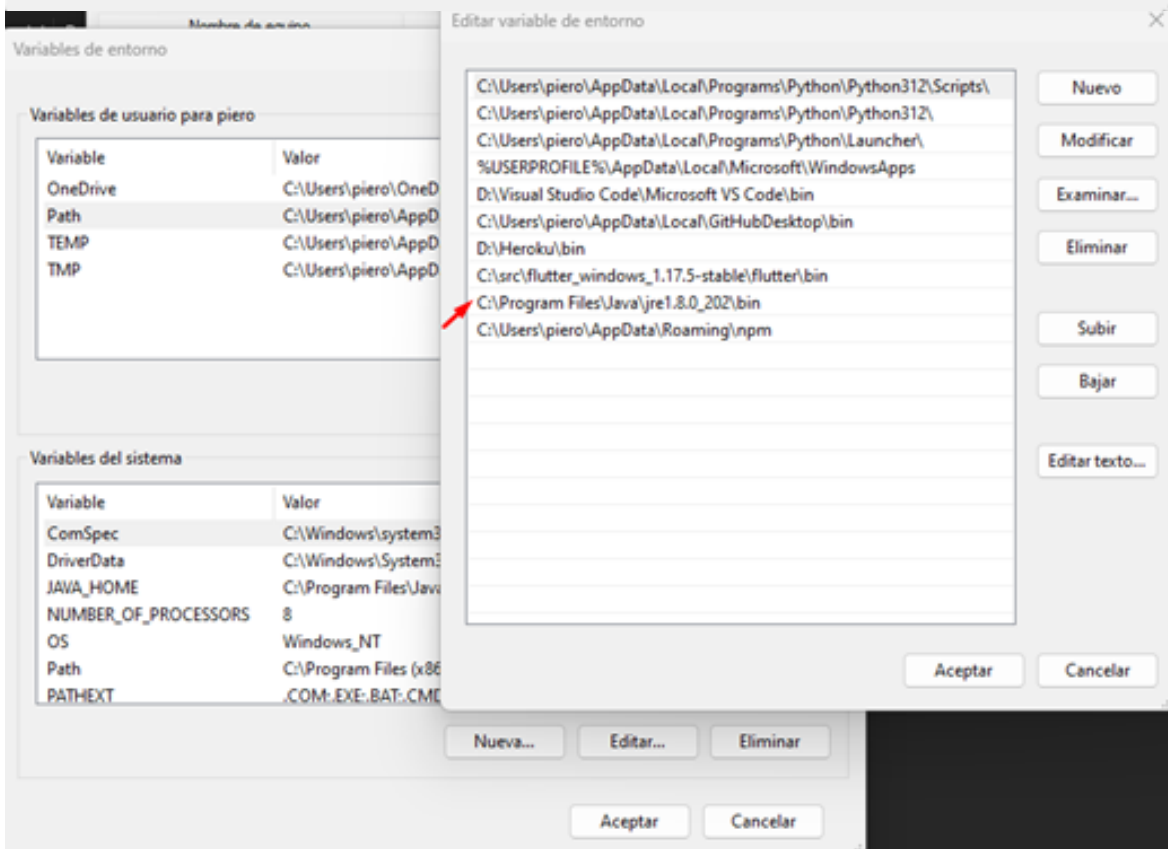 Nombre de equipo
Variables de entorno
Variables de usuario para piero
Variable Valor
OneDrive C:\Users\piero\OneD
Path C:\Users\piero\AppD
TEMP C:\Users\piero\AppD
TMP C:\Users\piero\AppD
Variables del sistema
Variable Valor
ComSpec C:\Windows\system3
DriverData C:\Windows\System3
JAVA_HOME C:\Program Files\Java
NUMBER_OF_PROCESSORS 8
OS Windows_NT
Path C:\Program Files (x86
PATHEXT .COM;.EXE;.BAT;.CMD
Nueva... Editar... Eliminar
Aceptar Cancelar
Editar variable de entorno
C:\Users\piero\AppData\Local\Programs\Python\Python312\Scripts\
C:\Users\piero\AppData\Local\Programs\Python\Python312\
C:\Users\piero\AppData\Local\Programs\Python\Launcher\
%USERPROFILE%\AppData\Local\Microsoft\WindowsApps
D:\Visual Studio Code\Microsoft VS Code\bin
C:\Users\piero\AppData\Local\GitHubDesktop\bin
D:\Heroku\bin
C:\src\flutter_windows_1.17.5-stable\flutter\bin
C:\Program Files\Java\jre1.8.0_202\bin
C:\Users\piero\AppData\Roaming\npm
Nuevo
Modificar
Examinar...
Eliminar
Subir
Bajar
Editar texto...
Aceptar Cancelar